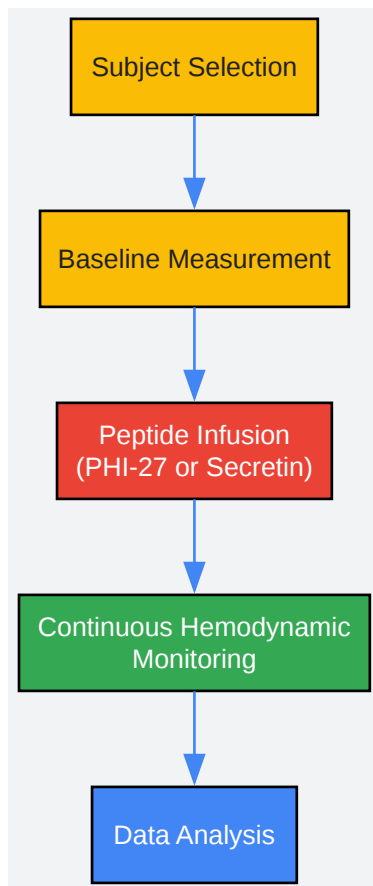 Subject Selection
Baseline Measurement
Peptide Infusion
(PHI-27 or Secretin)
Continuous Hemodynamic
Monitoring
Data Analysis